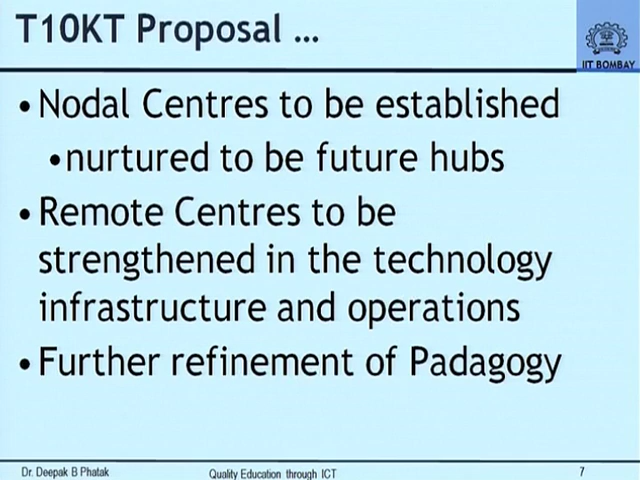 T10KT Proposal ...
IIT BOMBAY
•Nodal Centres to be established
•nurtured to be future hubs
•Remote Centres to be
strengthened in the technology
infrastructure and operations
•Further refinement of Padagogy
Dr. Deepak B Phatak Quality Education through ICT 7